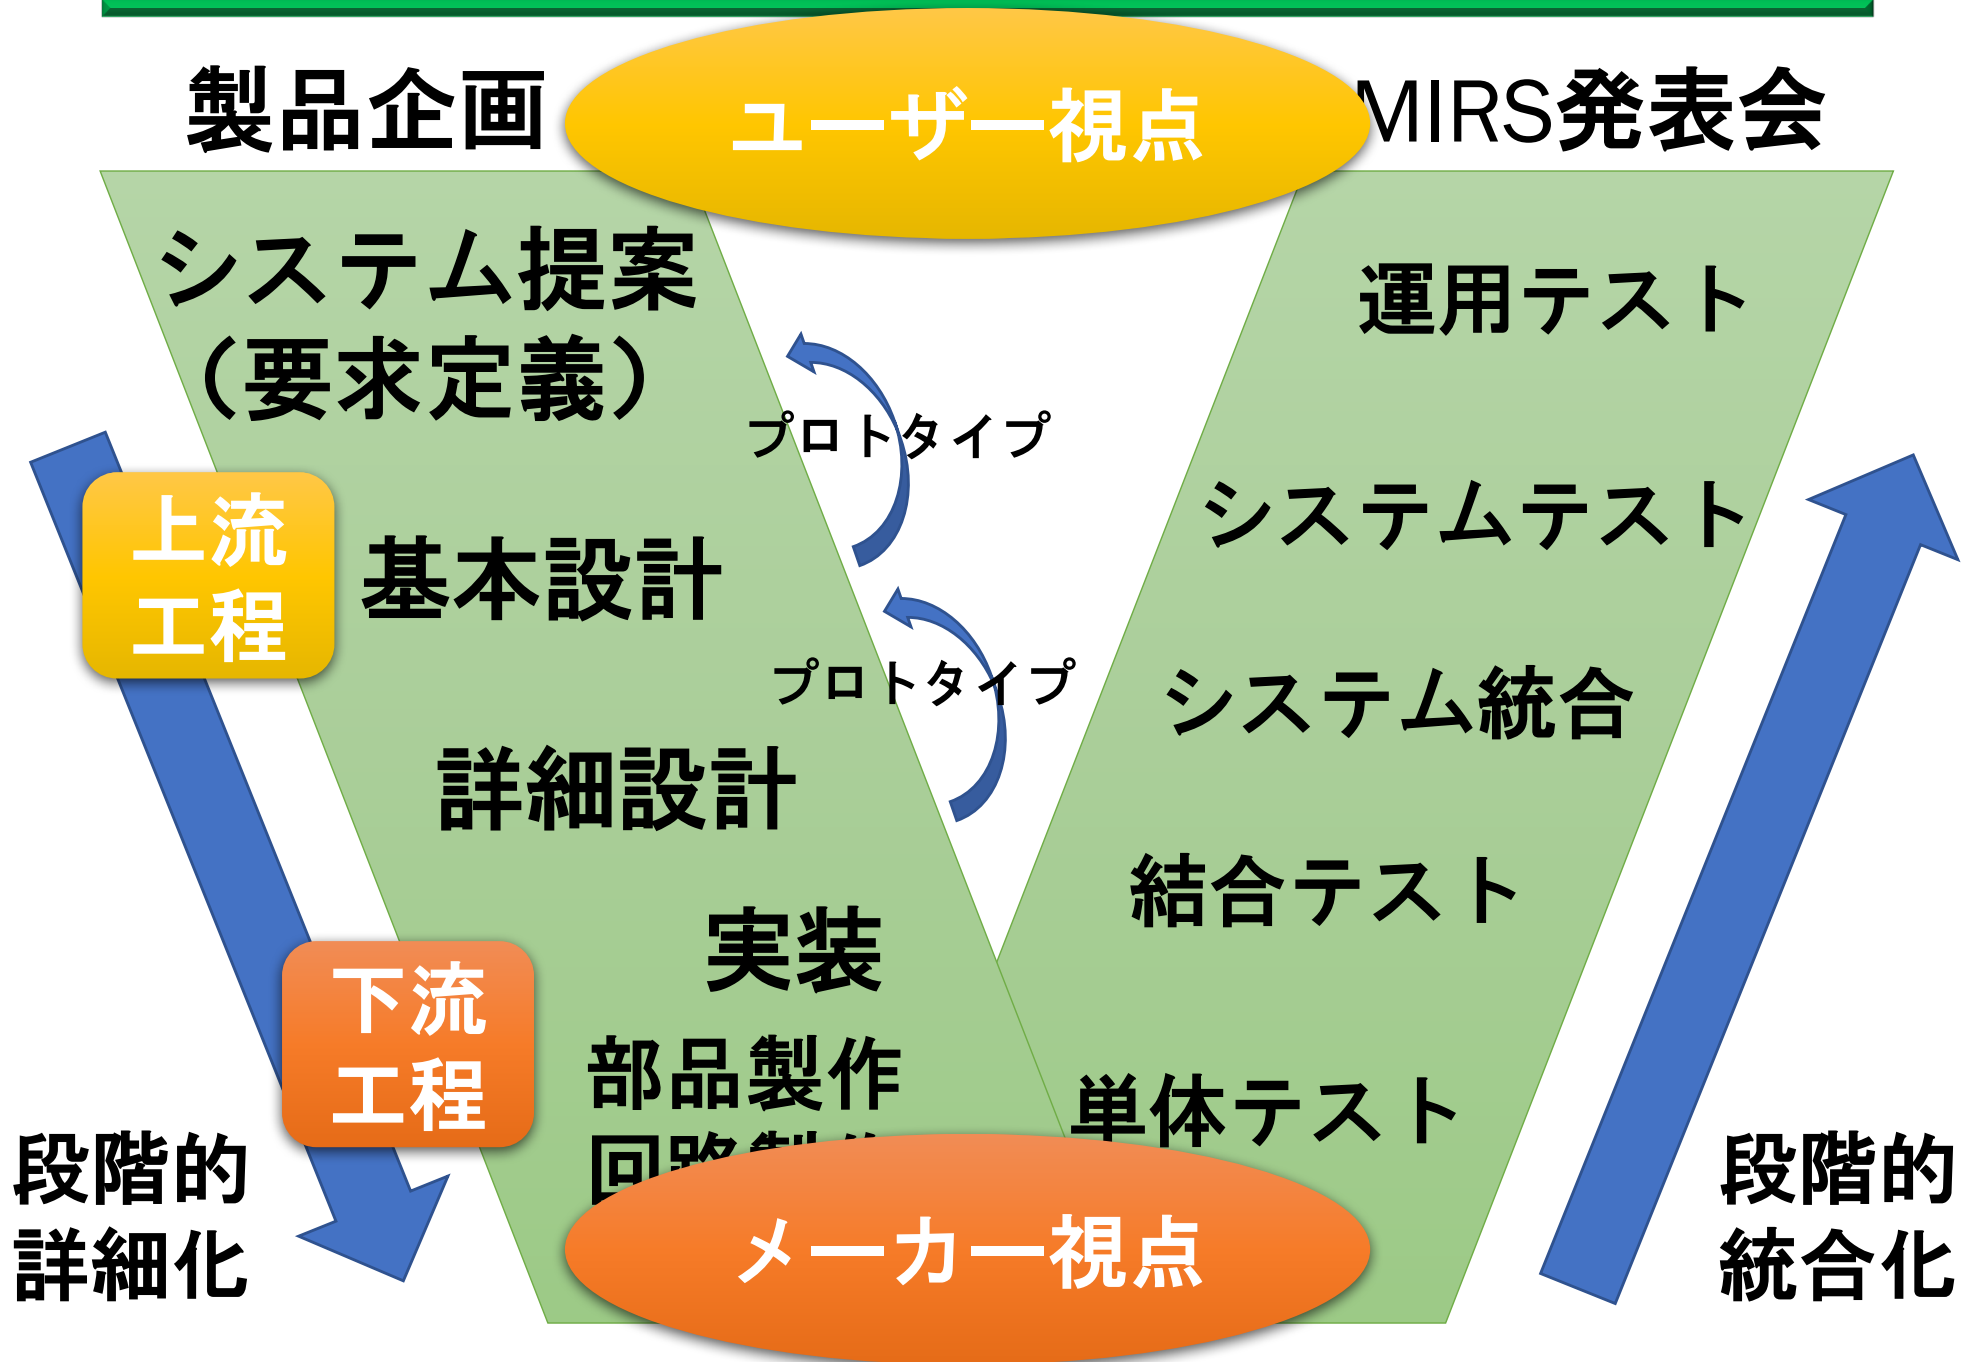 製品企画
ユーザー視点
MIRS発表会
システム提案
（要求定義）
プロトタイプ
上流
工程
基本設計
プロトタイプ
詳細設計
実装
下流
工程
部品製作
段階的
詳細化
運用テスト
システムテスト
システム統合
結合テスト
単体テスト
メーカー視点
段階的
統合化